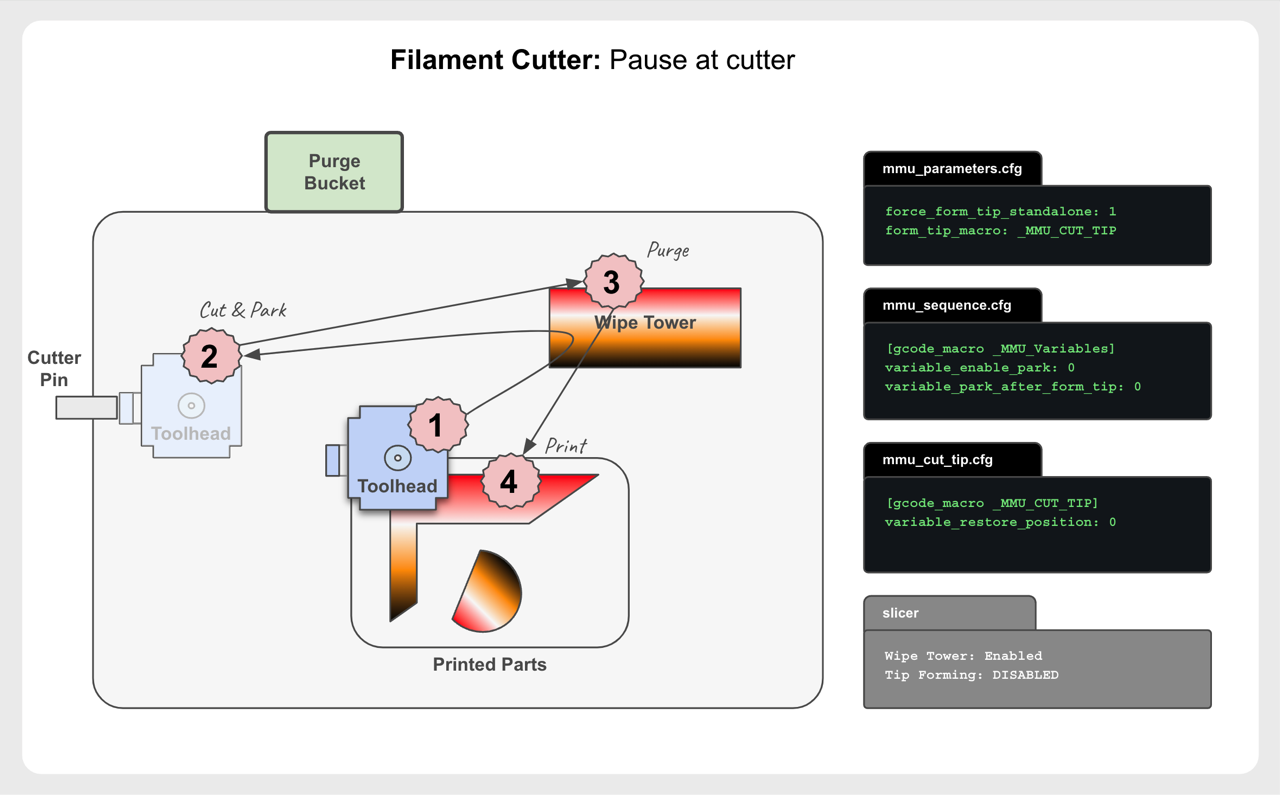 Filament Cutter: Pause at cutter
Purge
Bucket
Purge
3
Cut & Park
Wipe Tower
2
Cutter
Pin
Toolhead
1
Print
4
Toolhead
Printed Parts
mmu_parameters.cfg
force_form_tip_standalone: 1
form_tip_macro: _MMU_CUT_TIP
mmu_sequence.cfg
[gcode_macro _MMU_Variables]
variable_enable_park: 0
variable_park_after_form_tip: 0
mmu_cut_tip.cfg
[gcode_macro _MMU_CUT_TIP]
variable_restore_position: 0
slicer
Wipe Tower: Enabled
Tip Forming: DISABLED